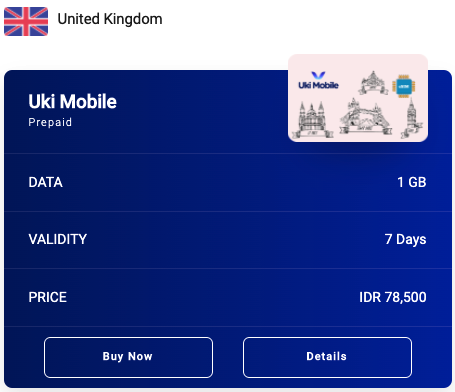 United Kingdom
Uki Mobile
Prepaid
Uki Mobile
DATA 1 GB
VALIDITY 7 Days
PRICE IDR 78,500
Buy Now Details